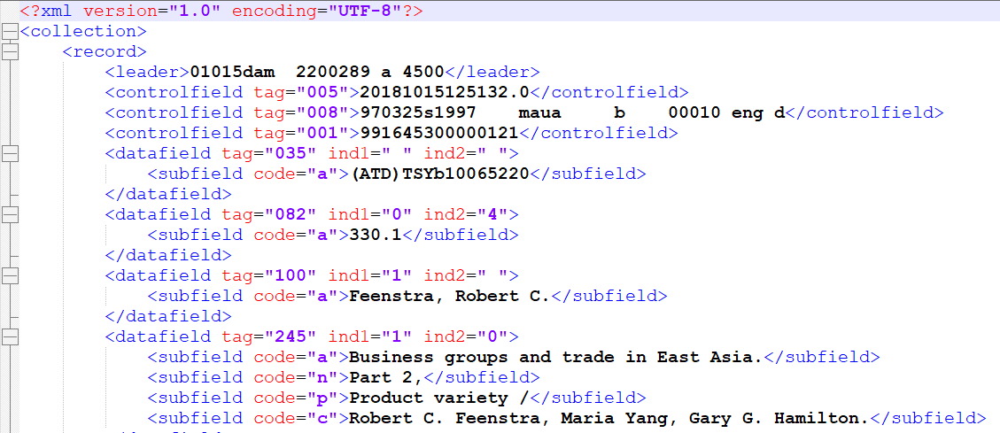 <?xml version="1.0" encoding="UTF-8"?>
<collection>
    <record>
        <leader>01015dam  2200289 a 4500</leader>
        <controlfield tag="005">20181015125132.0</controlfield>
        <controlfield tag="008">970325s1997    maua     b    00010 eng d</controlfield>
        <controlfield tag="001">991645300000121</controlfield>
        <datafield tag="035" ind1=" " ind2=" ">
            <subfield code="a">(ATD)TSYb10065220</subfield>
        </datafield>
        <datafield tag="082" ind1="0" ind2="4">
            <subfield code="a">330.1</subfield>
        </datafield>
        <datafield tag="100" ind1="1" ind2=" ">
            <subfield code="a">Feenstra, Robert C.</subfield>
        </datafield>
        <datafield tag="245" ind1="1" ind2="0">
            <subfield code="a">Business groups and trade in East Asia.</subfield>
            <subfield code="n">Part 2,</subfield>
            <subfield code="p">Product variety /</subfield>
            <subfield code="c">Robert C. Feenstra, Maria Yang, Gary G. Hamilton.</subfield>